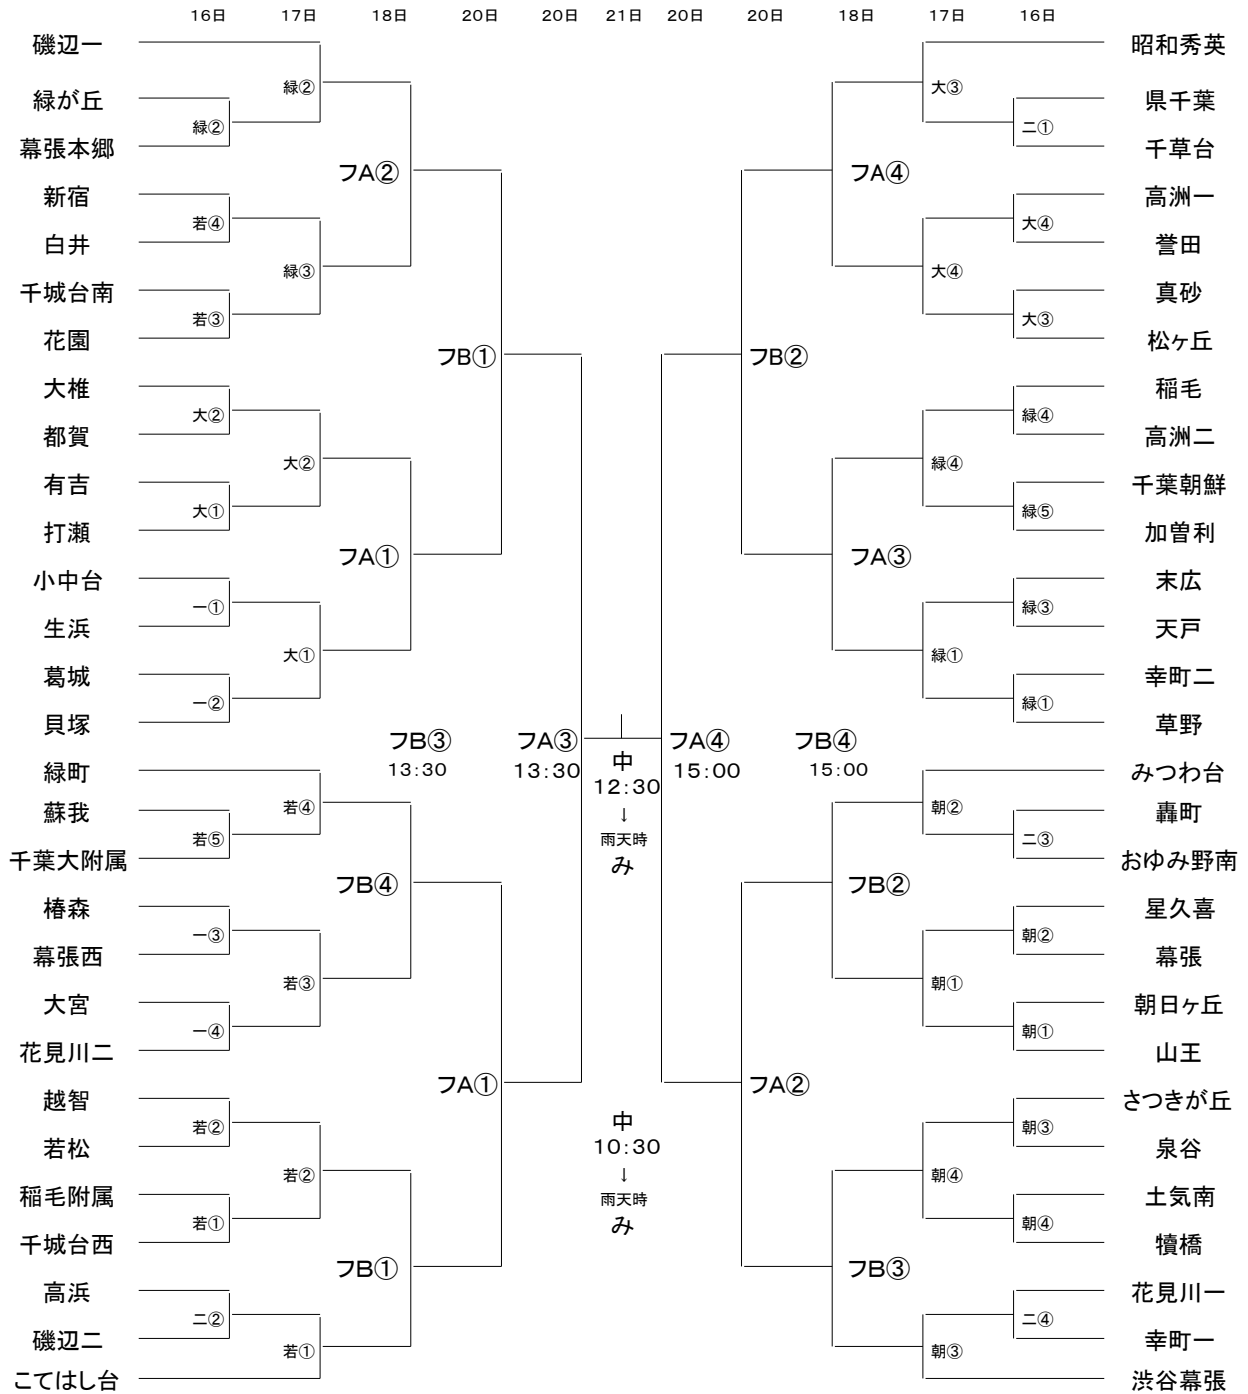 16日 17日 18日 20日 20日 21日 20日 20日 18日 17日 16日
磯辺一 昭和秀英
緑② 大③
緑が丘 県千葉
緑② 二①
幕張本郷 千草台
フA② フA④
新宿 高洲一
若④ 大④
白井 誉田
緑③ 大④
千城台南 真砂
若③ 大③
花園 松ヶ丘
フB① フB②
大椎 稲毛
大② 緑④
都賀 高洲二
大② 緑④
有吉 千葉朝鮮
大① 緑⑤
打瀬 加曽利
フA① フA③
小中台 末広
一① 緑③
生浜 天戸
大① 緑①
葛城 幸町二
一② 緑①
貝塚 草野
フB③ フA③ フA④ フB④
中
緑町 13:30 13:30 15:00 15:00 みつわ台
12:30
若④ 朝②
蘇我 ↓ 轟町
若⑤ 雨天時 二③
千葉大附属 み おゆみ野南
フB④ フB②
椿森 星久喜
一③ 朝②
幕張西 幕張
若③ 朝①
大宮 朝日ヶ丘
一④ 朝①
花見川二 山王
フA① フA②
越智 さつきが丘
若② 中 朝③
若松 10:30 泉谷
若② ↓ 朝④
稲毛附属 雨天時 土気南
若① み 朝④
千城台西 犢橋
フB① フB③
高浜 花見川一
二② 二④
磯辺二 幸町一
若① 朝③
こてはし台 渋谷幕張